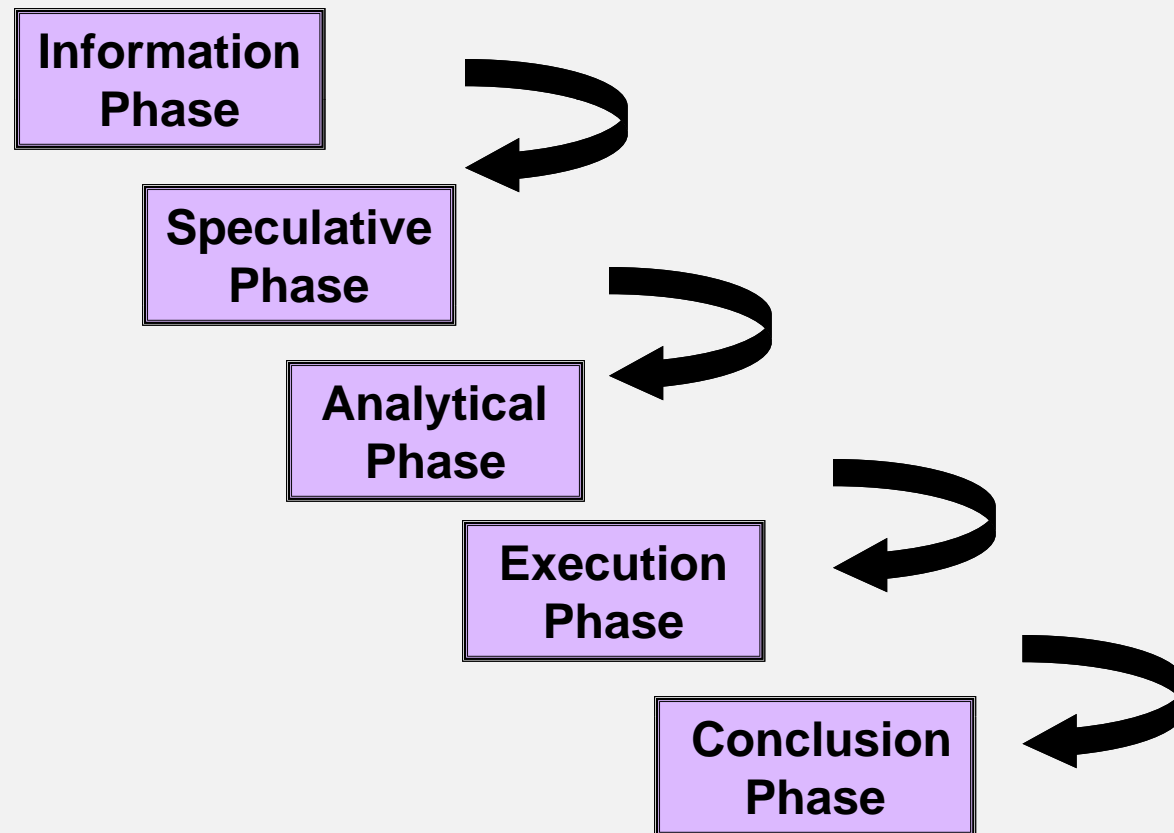 Information
Phase
Speculative
Phase
Analytical
Phase
Execution
Phase
Conclusion
Phase